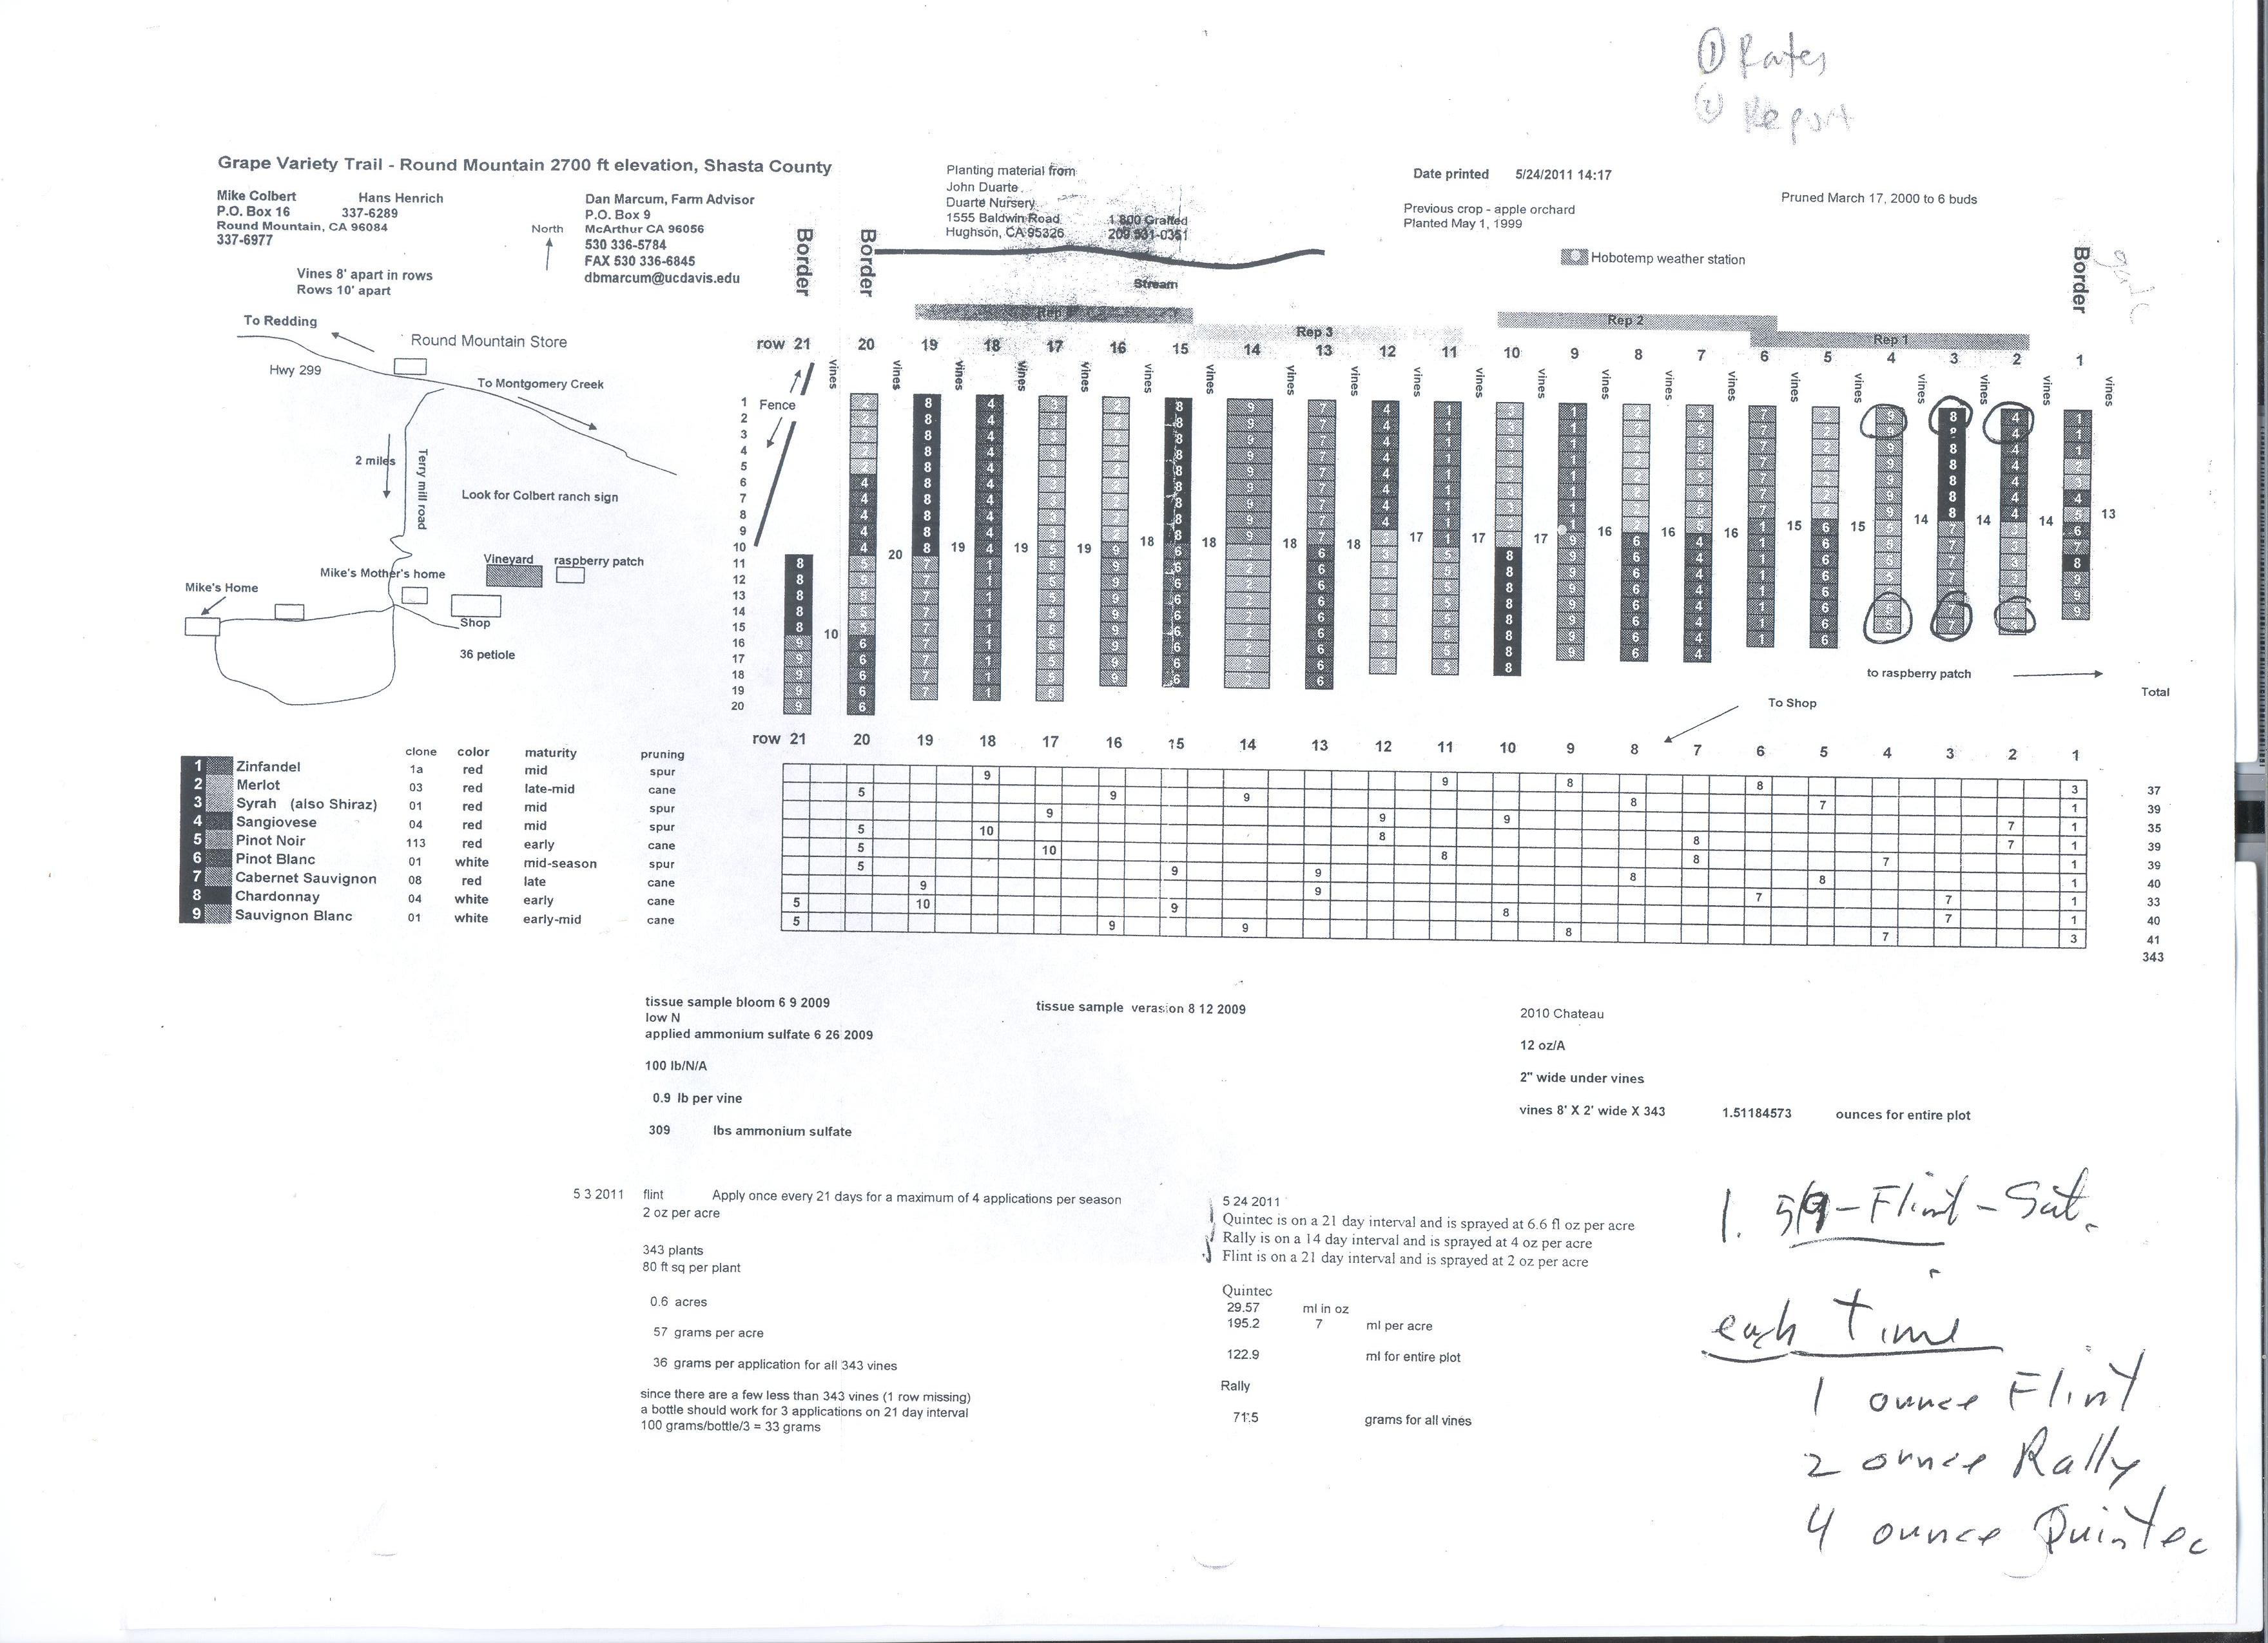 ① Rates
② Report
Grape Variety Trail - Round Mountain 2700 ft elevation, Shasta County
Mike Colbert Hans Henrich
P.O. Box 16 337-6289
Round Mountain, CA 96084
337-6977
Dan Marcum, Farm Advisor
P.O. Box 9
McArthur CA 96056
530 336-5784
FAX 530 336-6845
dbmarcum@ucdavis.edu
North
Planting material from
John Duarte
Duarte Nursery
1555 Baldwin Road 1 800 Grafted
Hughson, CA 95326 209 531-0351
Date printed 5/24/2011 14:17
Previous crop - apple orchard
Planted May 1, 1999
Pruned March 17, 2000 to 6 buds
Hobotemp weather station
Vines 8' apart in rows
Rows 10' apart
Border Border Border
Stream
Rep 3 Rep 2 Rep 1
To Redding
Round Mountain Store
Hwy 299
To Montgomery Creek
2 miles
Terry mill road
Look for Colbert ranch sign
Vineyard raspberry patch
Mike's Mother's home
Mike's Home
Shop
36 petiole
row 21 20 19 18 17 16 15 14 13 12 11 10 9 8 7 6 5 4 3 2 1
vines vines vines vines vines vines vines vines vines vines vines vines vines vines vines vines vines vines vines vines vines
Fence
1
2
3
4
5
6
7
8
9
10
11
12
13
14
15
16
17
18
19
20
10 20 19 19 19 18 18 18 18 17 17 17 16 16 16 15 15 14 14 14 13
to raspberry patch
To Shop
Total
row 21 20 19 18 17 16 15 14 13 12 11 10 9 8 7 6 5 4 3 2 1
clone color maturity pruning
1 Zinfandel 1a red mid spur
2 Merlot 03 red late-mid cane
3 Syrah (also Shiraz) 01 red mid spur
4 Sangiovese 04 red mid spur
5 Pinot Noir 113 red early cane
6 Pinot Blanc 01 white mid-season spur
7 Cabernet Sauvignon 08 red late cane
8 Chardonnay 04 white early cane
9 Sauvignon Blanc 01 white early-mid cane
9 9 8 8 3 37
5 9 9 8 7 1 39
9 9 9 7 1 35
5 10 8 8 7 1 39
5 10 8 8 7 1 39
5 9 9 8 8 1 40
9 9 7 7 1 33
5 10 9 8 7 1 40
5 9 9 8 7 3 41
343
tissue sample bloom 6 9 2009
low N
applied ammonium sulfate 6 26 2009
100 lb/N/A
0.9 lb per vine
309 lbs ammonium sulfate
tissue sample verasion 8 12 2009
2010 Chateau
12 oz/A
2" wide under vines
vines 8' X 2' wide X 343 1.51184573 ounces for entire plot
5 3 2011 flint Apply once every 21 days for a maximum of 4 applications per season
2 oz per acre
343 plants
80 ft sq per plant
0.6 acres
57 grams per acre
36 grams per application for all 343 vines
since there are a few less than 343 vines (1 row missing)
a bottle should work for 3 applications on 21 day interval
100 grams/bottle/3 = 33 grams
5 24 2011
Quintec is on a 21 day interval and is sprayed at 6.6 fl oz per acre
Rally is on a 14 day interval and is sprayed at 4 oz per acre
Flint is on a 21 day interval and is sprayed at 2 oz per acre
Quintec
29.57 ml in oz
195.2 7 ml per acre
122.9 ml for entire plot
Rally
71.5 grams for all vines
1. 5/9 - Flint - Sat.
each Time
1 ounce Flint
2 ounce Rally
4 ounce Quintec